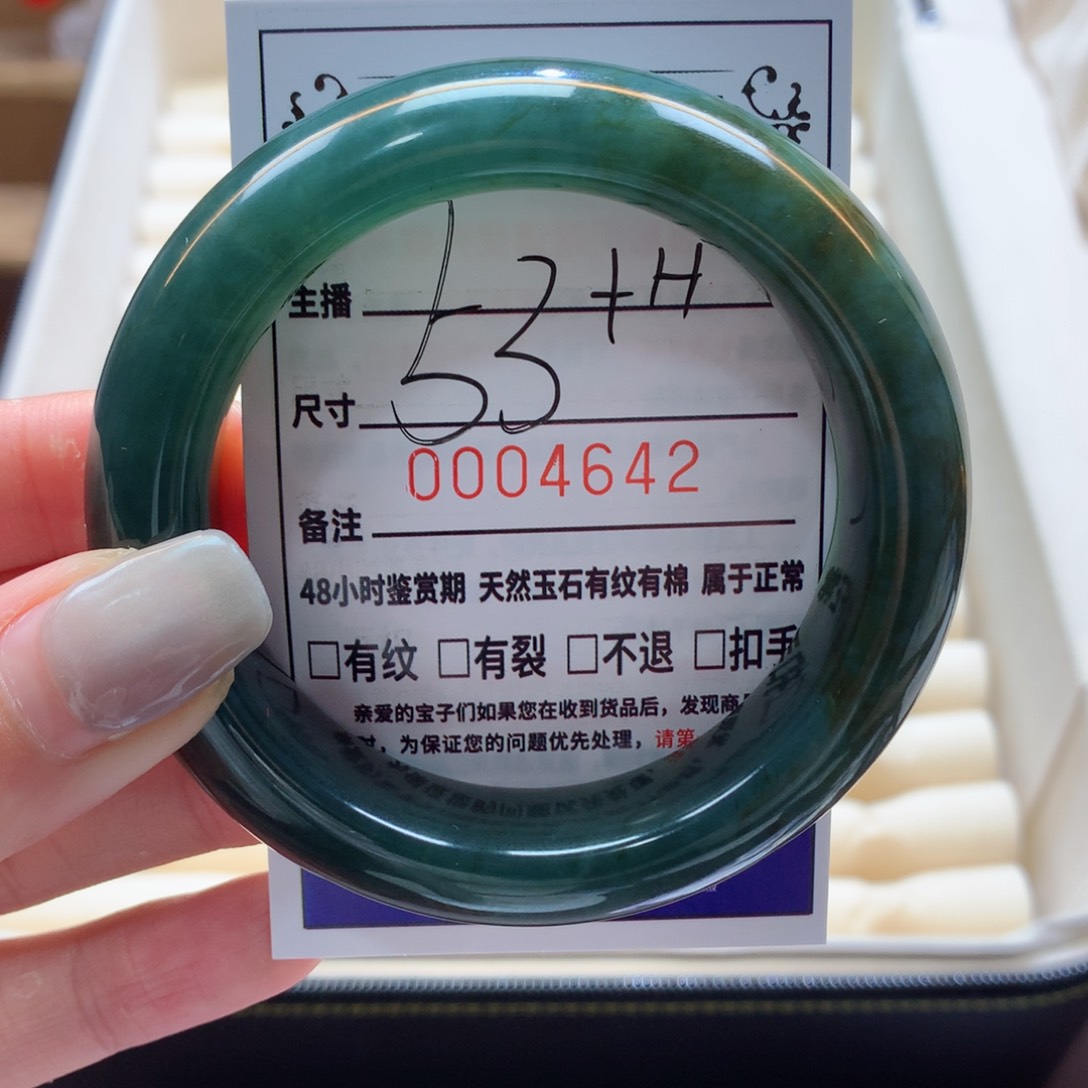 主播
53+H
尺寸
0004642
备注
48小时鉴赏期 天然玉石有纹有棉 属于正常
□有纹 □有裂 □不退 □扣手
亲爱的宝子们如果您在收到货品后，发现商
时，为保证您的问题优先处理，请第